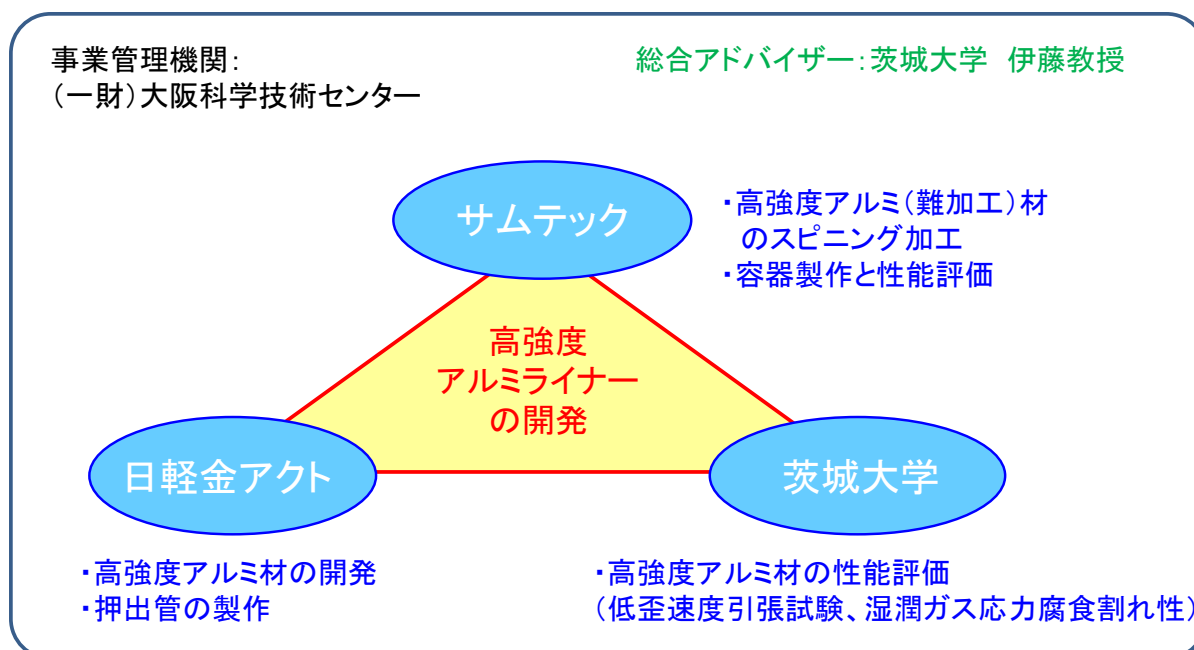 事業管理機関:
(一財)大阪科学技術センター
総合アドバイザー:茨城大学 伊藤教授
サムテック
・高強度アルミ(難加工)材
のスピニング加工
・容器製作と性能評価
高強度
アルミライナー
の開発
日軽金アクト
茨城大学
・高強度アルミ材の開発
・押出管の製作
・高強度アルミ材の性能評価
(低歪速度引張試験、湿潤ガス応力腐食割れ性)